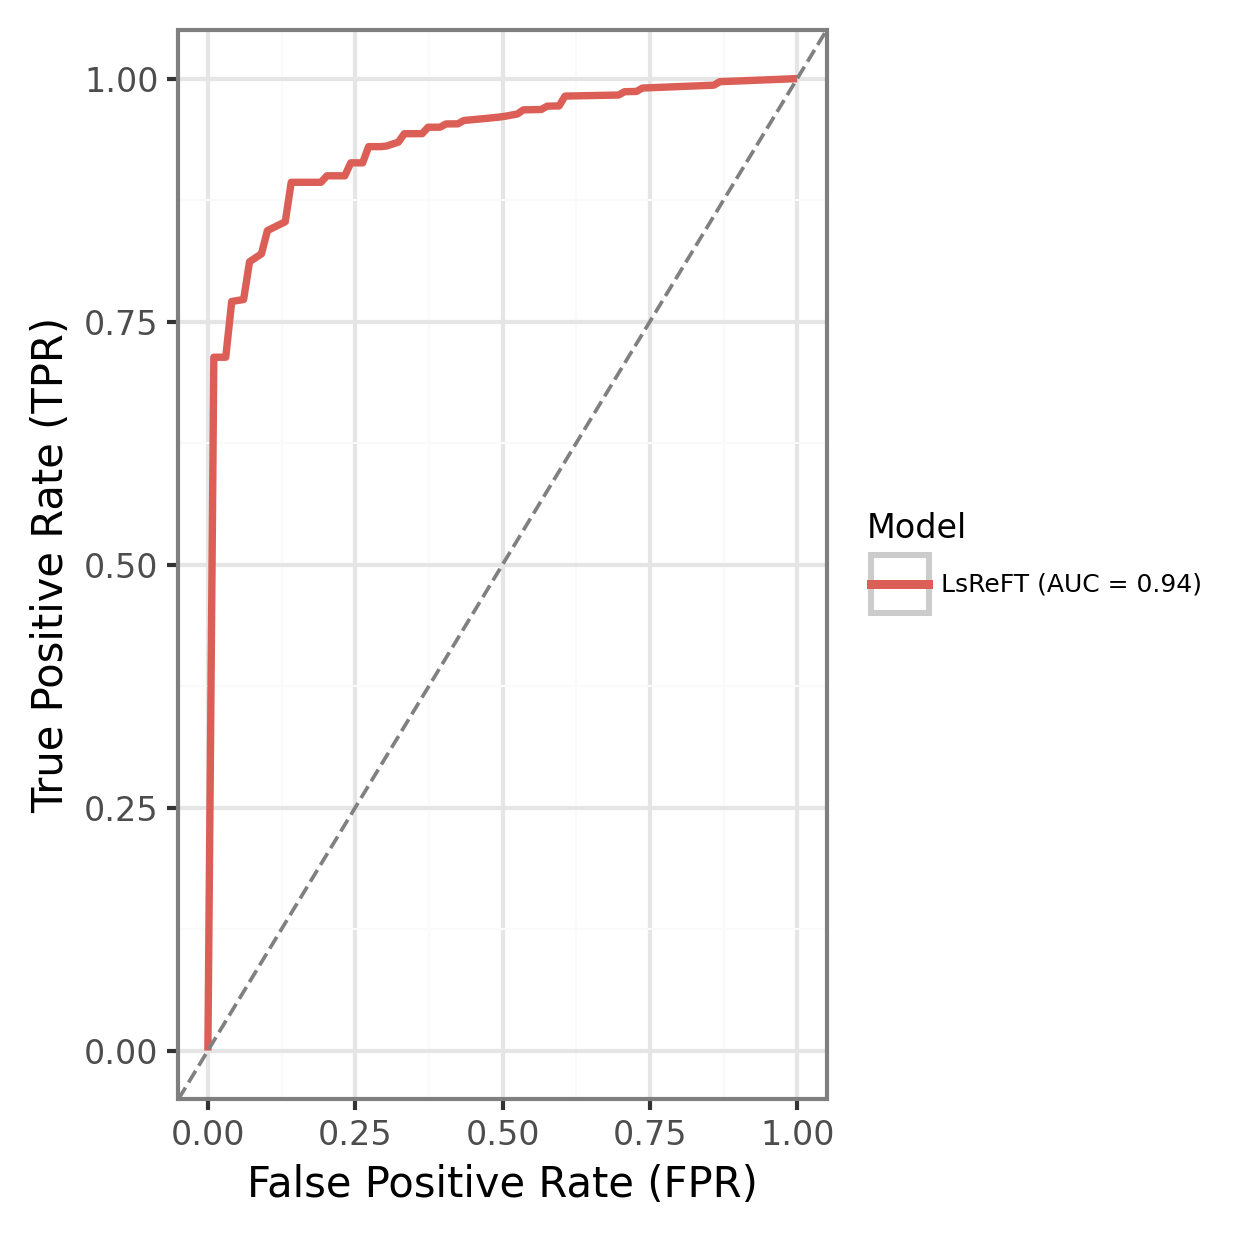 1.00
0.75
0.50
0.25
0.00
True Positive Rate (TPR)
0.00 0.25 0.50 0.75 1.00
False Positive Rate (FPR)
Model
LsReFT (AUC = 0.94)